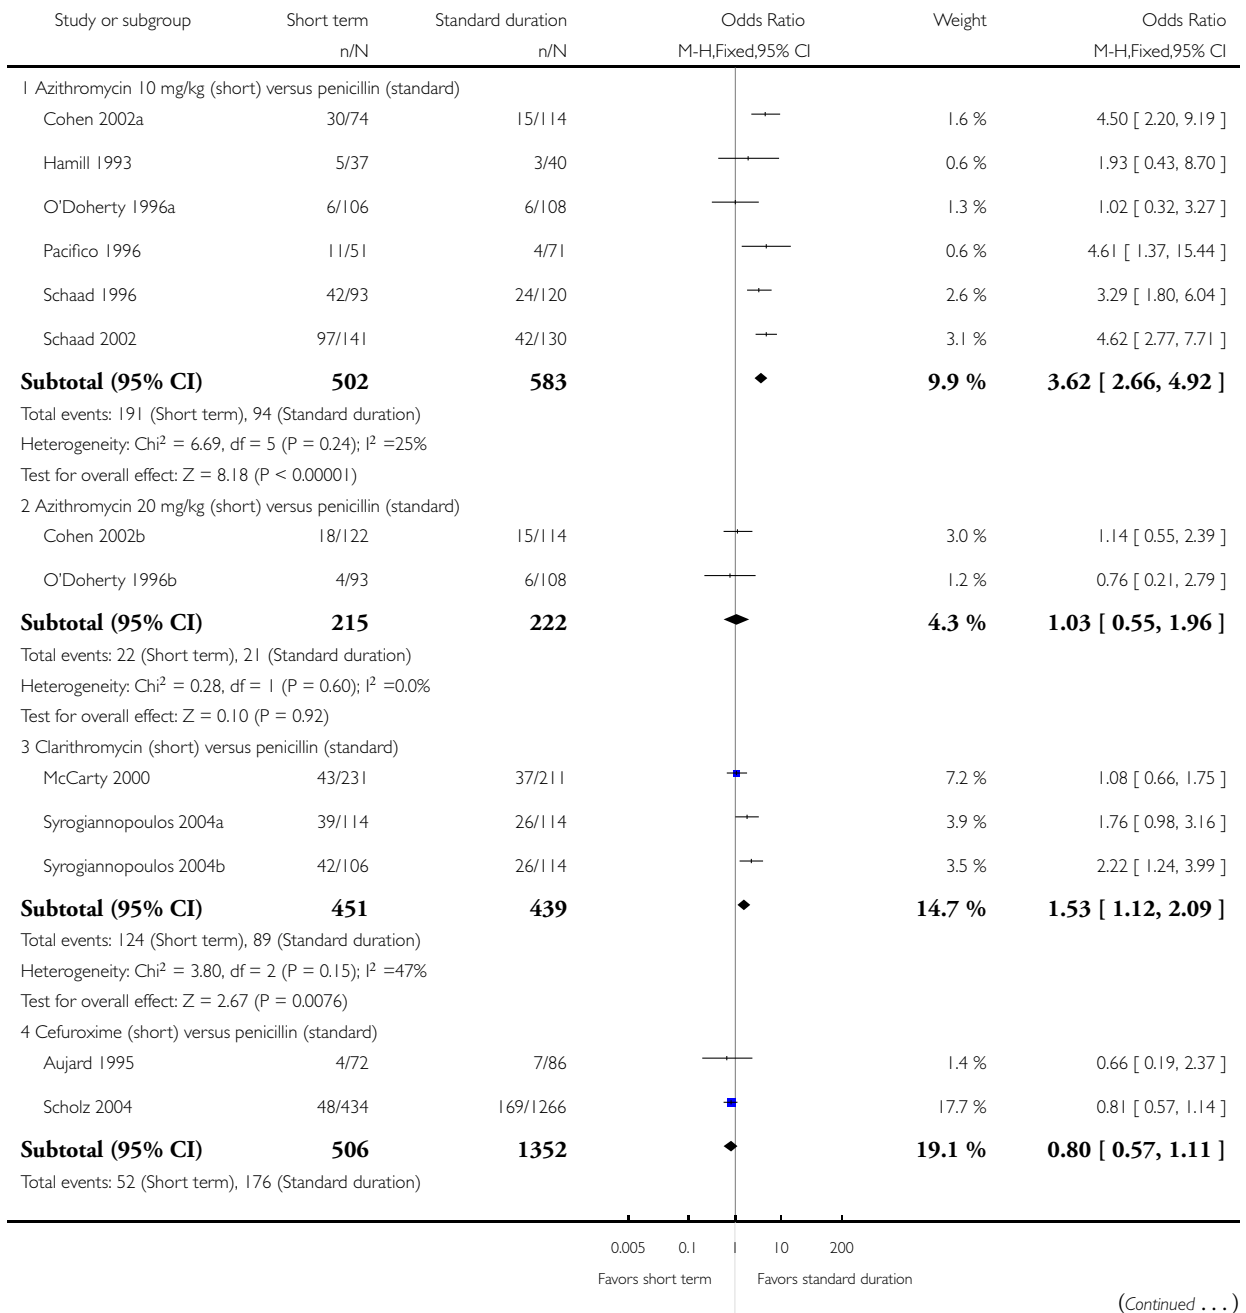 Study or subgroup Short term Standard duration Odds Ratio Weight Odds Ratio
n/N n/N M-H,Fixed,95% CI M-H,Fixed,95% CI
1 Azithromycin 10 mg/kg (short) versus penicillin (standard)
Cohen 2002a 30/74 15/114 1.6 % 4.50 [ 2.20, 9.19 ]
Hamill 1993 5/37 3/40 0.6 % 1.93 [ 0.43, 8.70 ]
O'Doherty 1996a 6/106 6/108 1.3 % 1.02 [ 0.32, 3.27 ]
Pacifico 1996 11/51 4/71 0.6 % 4.61 [ 1.37, 15.44 ]
Schaad 1996 42/93 24/120 2.6 % 3.29 [ 1.80, 6.04 ]
Schaad 2002 97/141 42/130 3.1 % 4.62 [ 2.77, 7.71 ]
Subtotal (95% CI) 502 583 9.9 % 3.62 [ 2.66, 4.92 ]
Total events: 191 (Short term), 94 (Standard duration)
Heterogeneity: Chi² = 6.69, df = 5 (P = 0.24); I² =25%
Test for overall effect: Z = 8.18 (P < 0.00001)
2 Azithromycin 20 mg/kg (short) versus penicillin (standard)
Cohen 2002b 18/122 15/114 3.0 % 1.14 [ 0.55, 2.39 ]
O'Doherty 1996b 4/93 6/108 1.2 % 0.76 [ 0.21, 2.79 ]
Subtotal (95% CI) 215 222 4.3 % 1.03 [ 0.55, 1.96 ]
Total events: 22 (Short term), 21 (Standard duration)
Heterogeneity: Chi² = 0.28, df = 1 (P = 0.60); I² =0.0%
Test for overall effect: Z = 0.10 (P = 0.92)
3 Clarithromycin (short) versus penicillin (standard)
McCarty 2000 43/231 37/211 7.2 % 1.08 [ 0.66, 1.75 ]
Syrogiannopoulos 2004a 39/114 26/114 3.9 % 1.76 [ 0.98, 3.16 ]
Syrogiannopoulos 2004b 42/106 26/114 3.5 % 2.22 [ 1.24, 3.99 ]
Subtotal (95% CI) 451 439 14.7 % 1.53 [ 1.12, 2.09 ]
Total events: 124 (Short term), 89 (Standard duration)
Heterogeneity: Chi² = 3.80, df = 2 (P = 0.15); I² =47%
Test for overall effect: Z = 2.67 (P = 0.0076)
4 Cefuroxime (short) versus penicillin (standard)
Aujard 1995 4/72 7/86 1.4 % 0.66 [ 0.19, 2.37 ]
Scholz 2004 48/434 169/1266 17.7 % 0.81 [ 0.57, 1.14 ]
Subtotal (95% CI) 506 1352 19.1 % 0.80 [ 0.57, 1.11 ]
Total events: 52 (Short term), 176 (Standard duration)
0.005 0.1 1 10 200
Favors short term Favors standard duration
(Continued . . . )